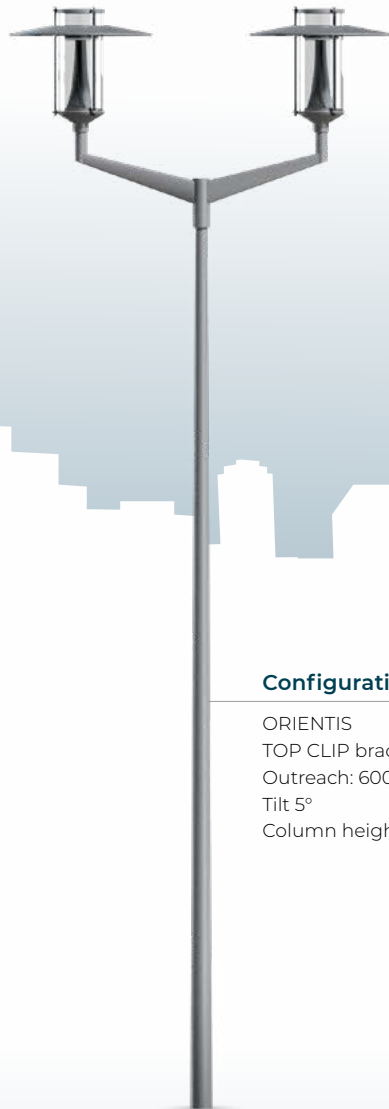 Configurati
ORIENTIS
TOP CLIP brac
Outreach: 600
Tilt 5°
Column heigh